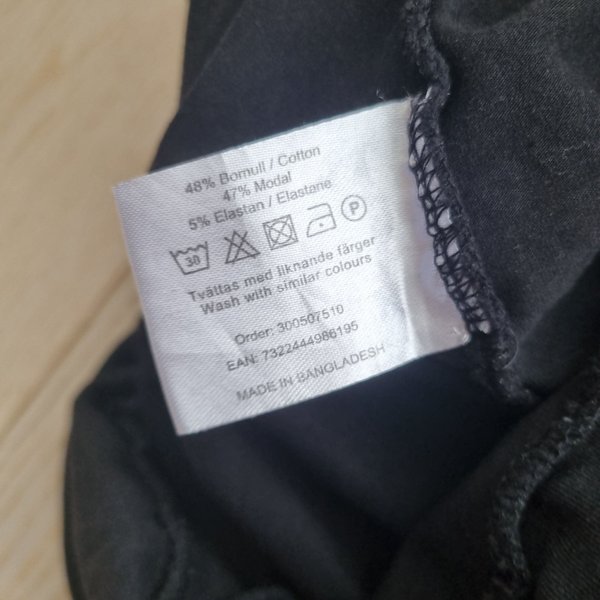 48% Bomull / Cotton
47% Modal
5% Elastan / Elastane
30 P
Tvättas med liknande färger
Wash with similar colours
Order: 300507510
EAN: 7322444986195
MADE IN BANGLADESH